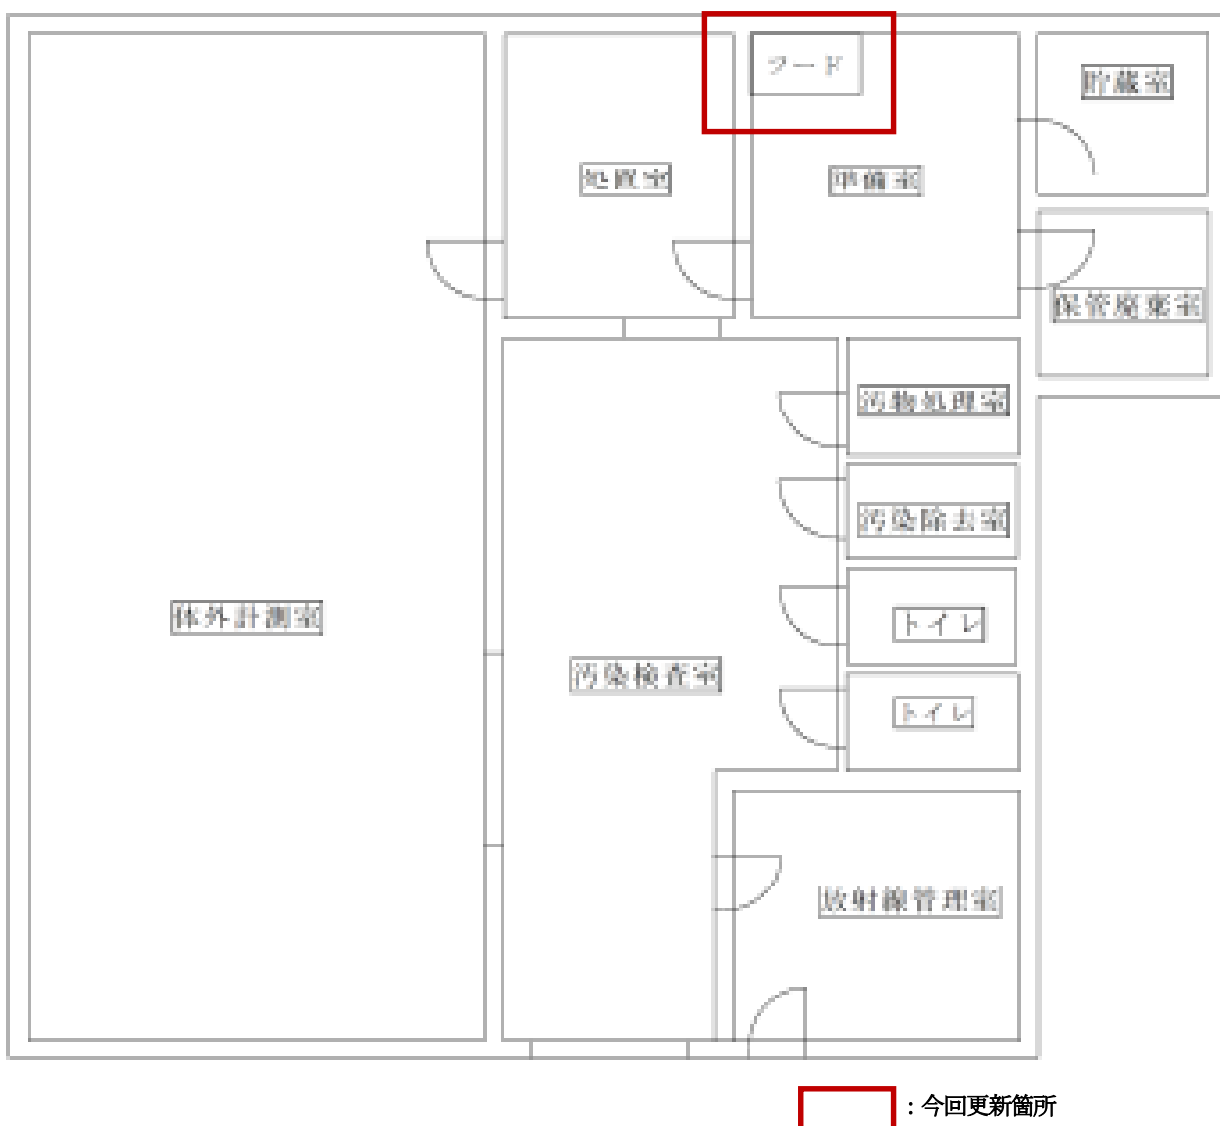 フード
貯蔵室
処置室
準備室
保管廃棄室
汚物処理室
汚染除去室
体外計測室
トイレ
汚染検査室
トイレ
放射線管理室
：今回更新箇所